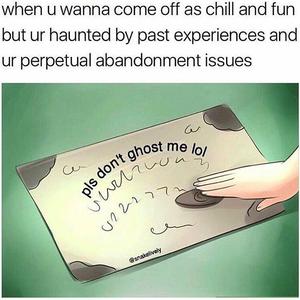 when u wanna come off as chill and fun
but ur haunted by past experiences and
ur perpetual abandonment issues
pls don't ghost me lol
@snakelively